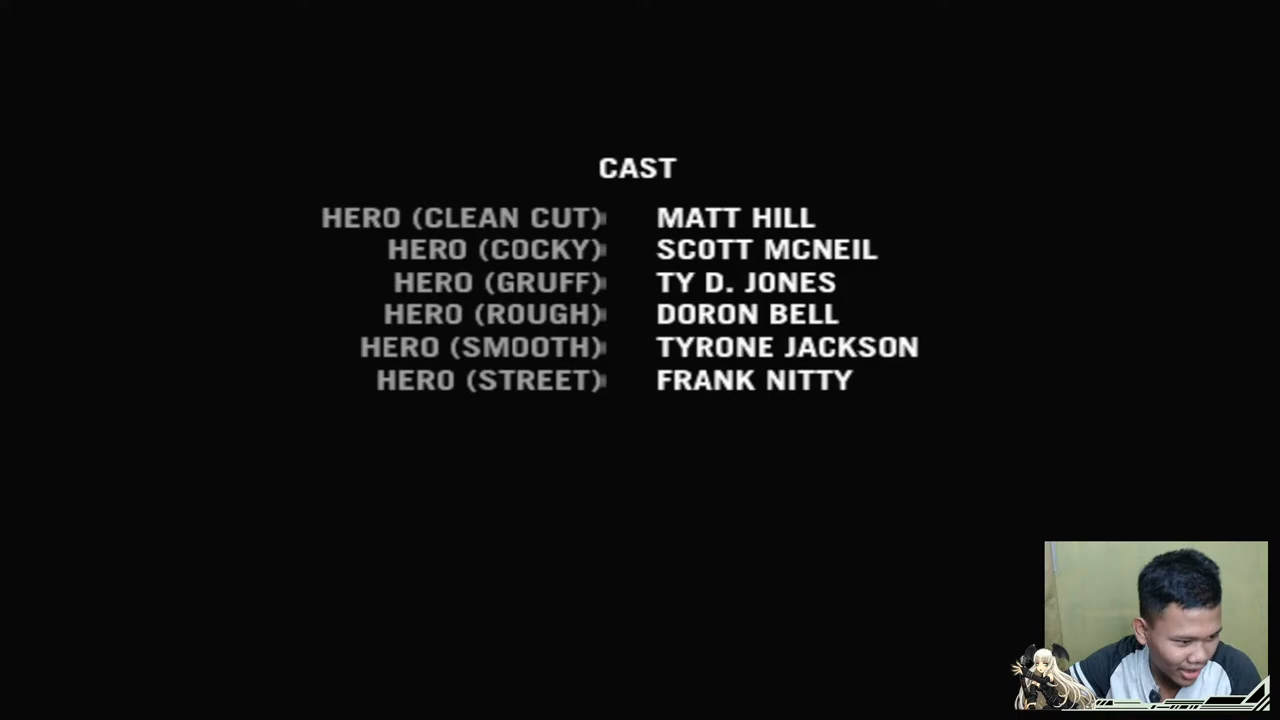 CAST
HERO (CLEAN CUT) MATT HILL
HERO (COCKY) SCOTT MCNEIL
HERO (GRUFF) TY D. JONES
HERO (ROUGH) DORON BELL
HERO (SMOOTH) TYRONE JACKSON
HERO (STREET) FRANK NITTY